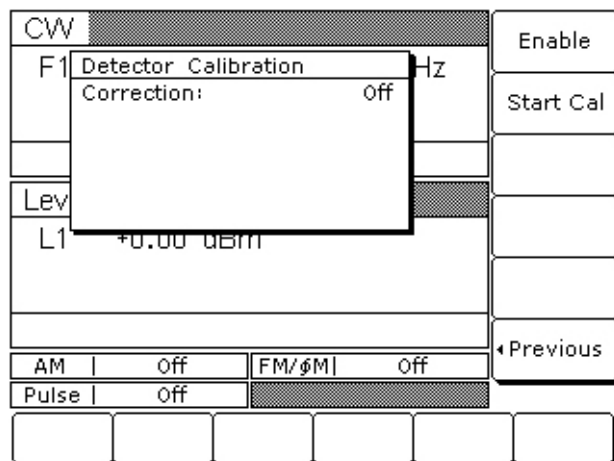 CW
F1 Hz
Detector Calibration
Correction: Off
Lev
L1 +0.00 dBm
AM | Off
FM/ϕM| Off
Pulse | Off
Enable
Start Cal
◂Previous